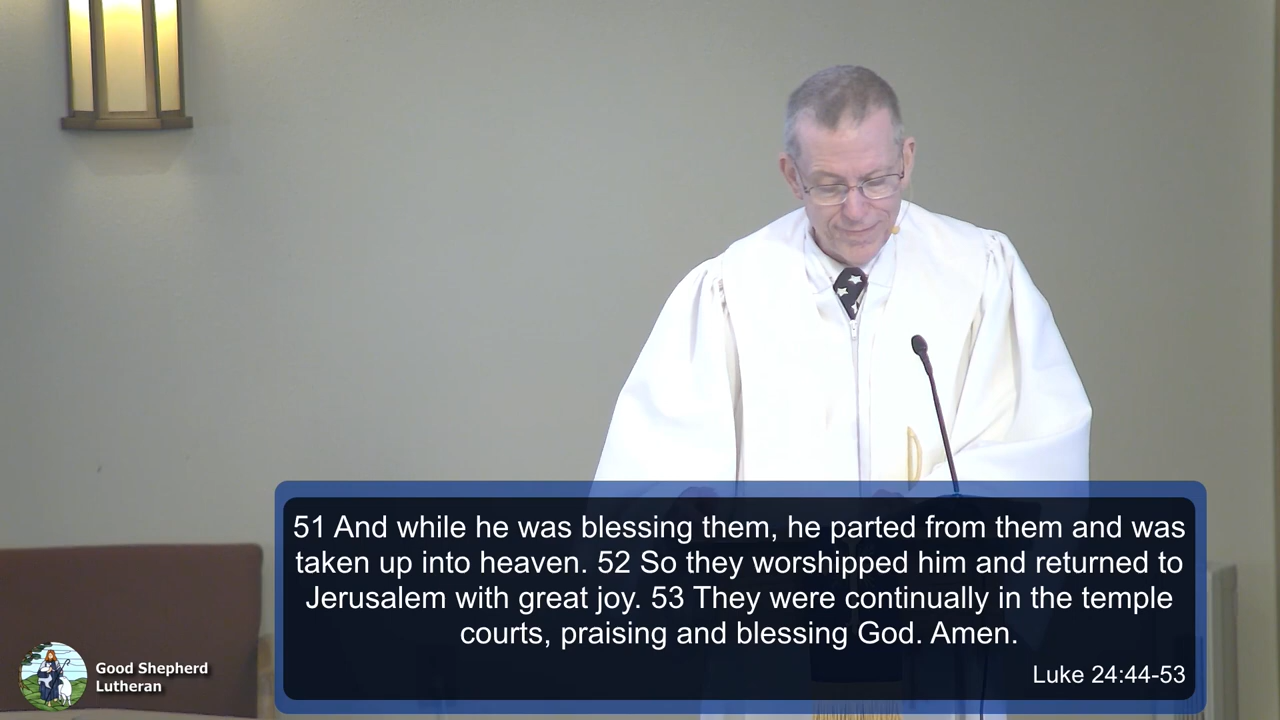 51 And while he was blessing them, he parted from them and was
taken up into heaven. 52 So they worshipped him and returned to
Jerusalem with great joy. 53 They were continually in the temple
courts, praising and blessing God. Amen.
Luke 24:44-53
Good Shepherd
Lutheran